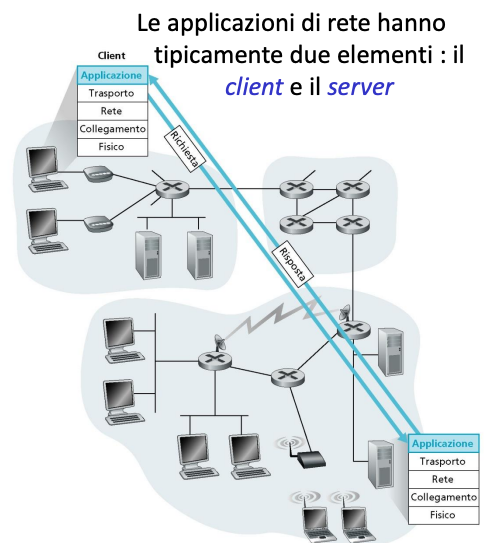 Le applicazioni di rete hanno
tipicamente due elementi : il
client e il server
Client
Applicazione
Trasporto
Rete
Collegamento
Fisico
Richiesta
Risposta
Applicazione
Trasporto
Rete
Collegamento
Fisico